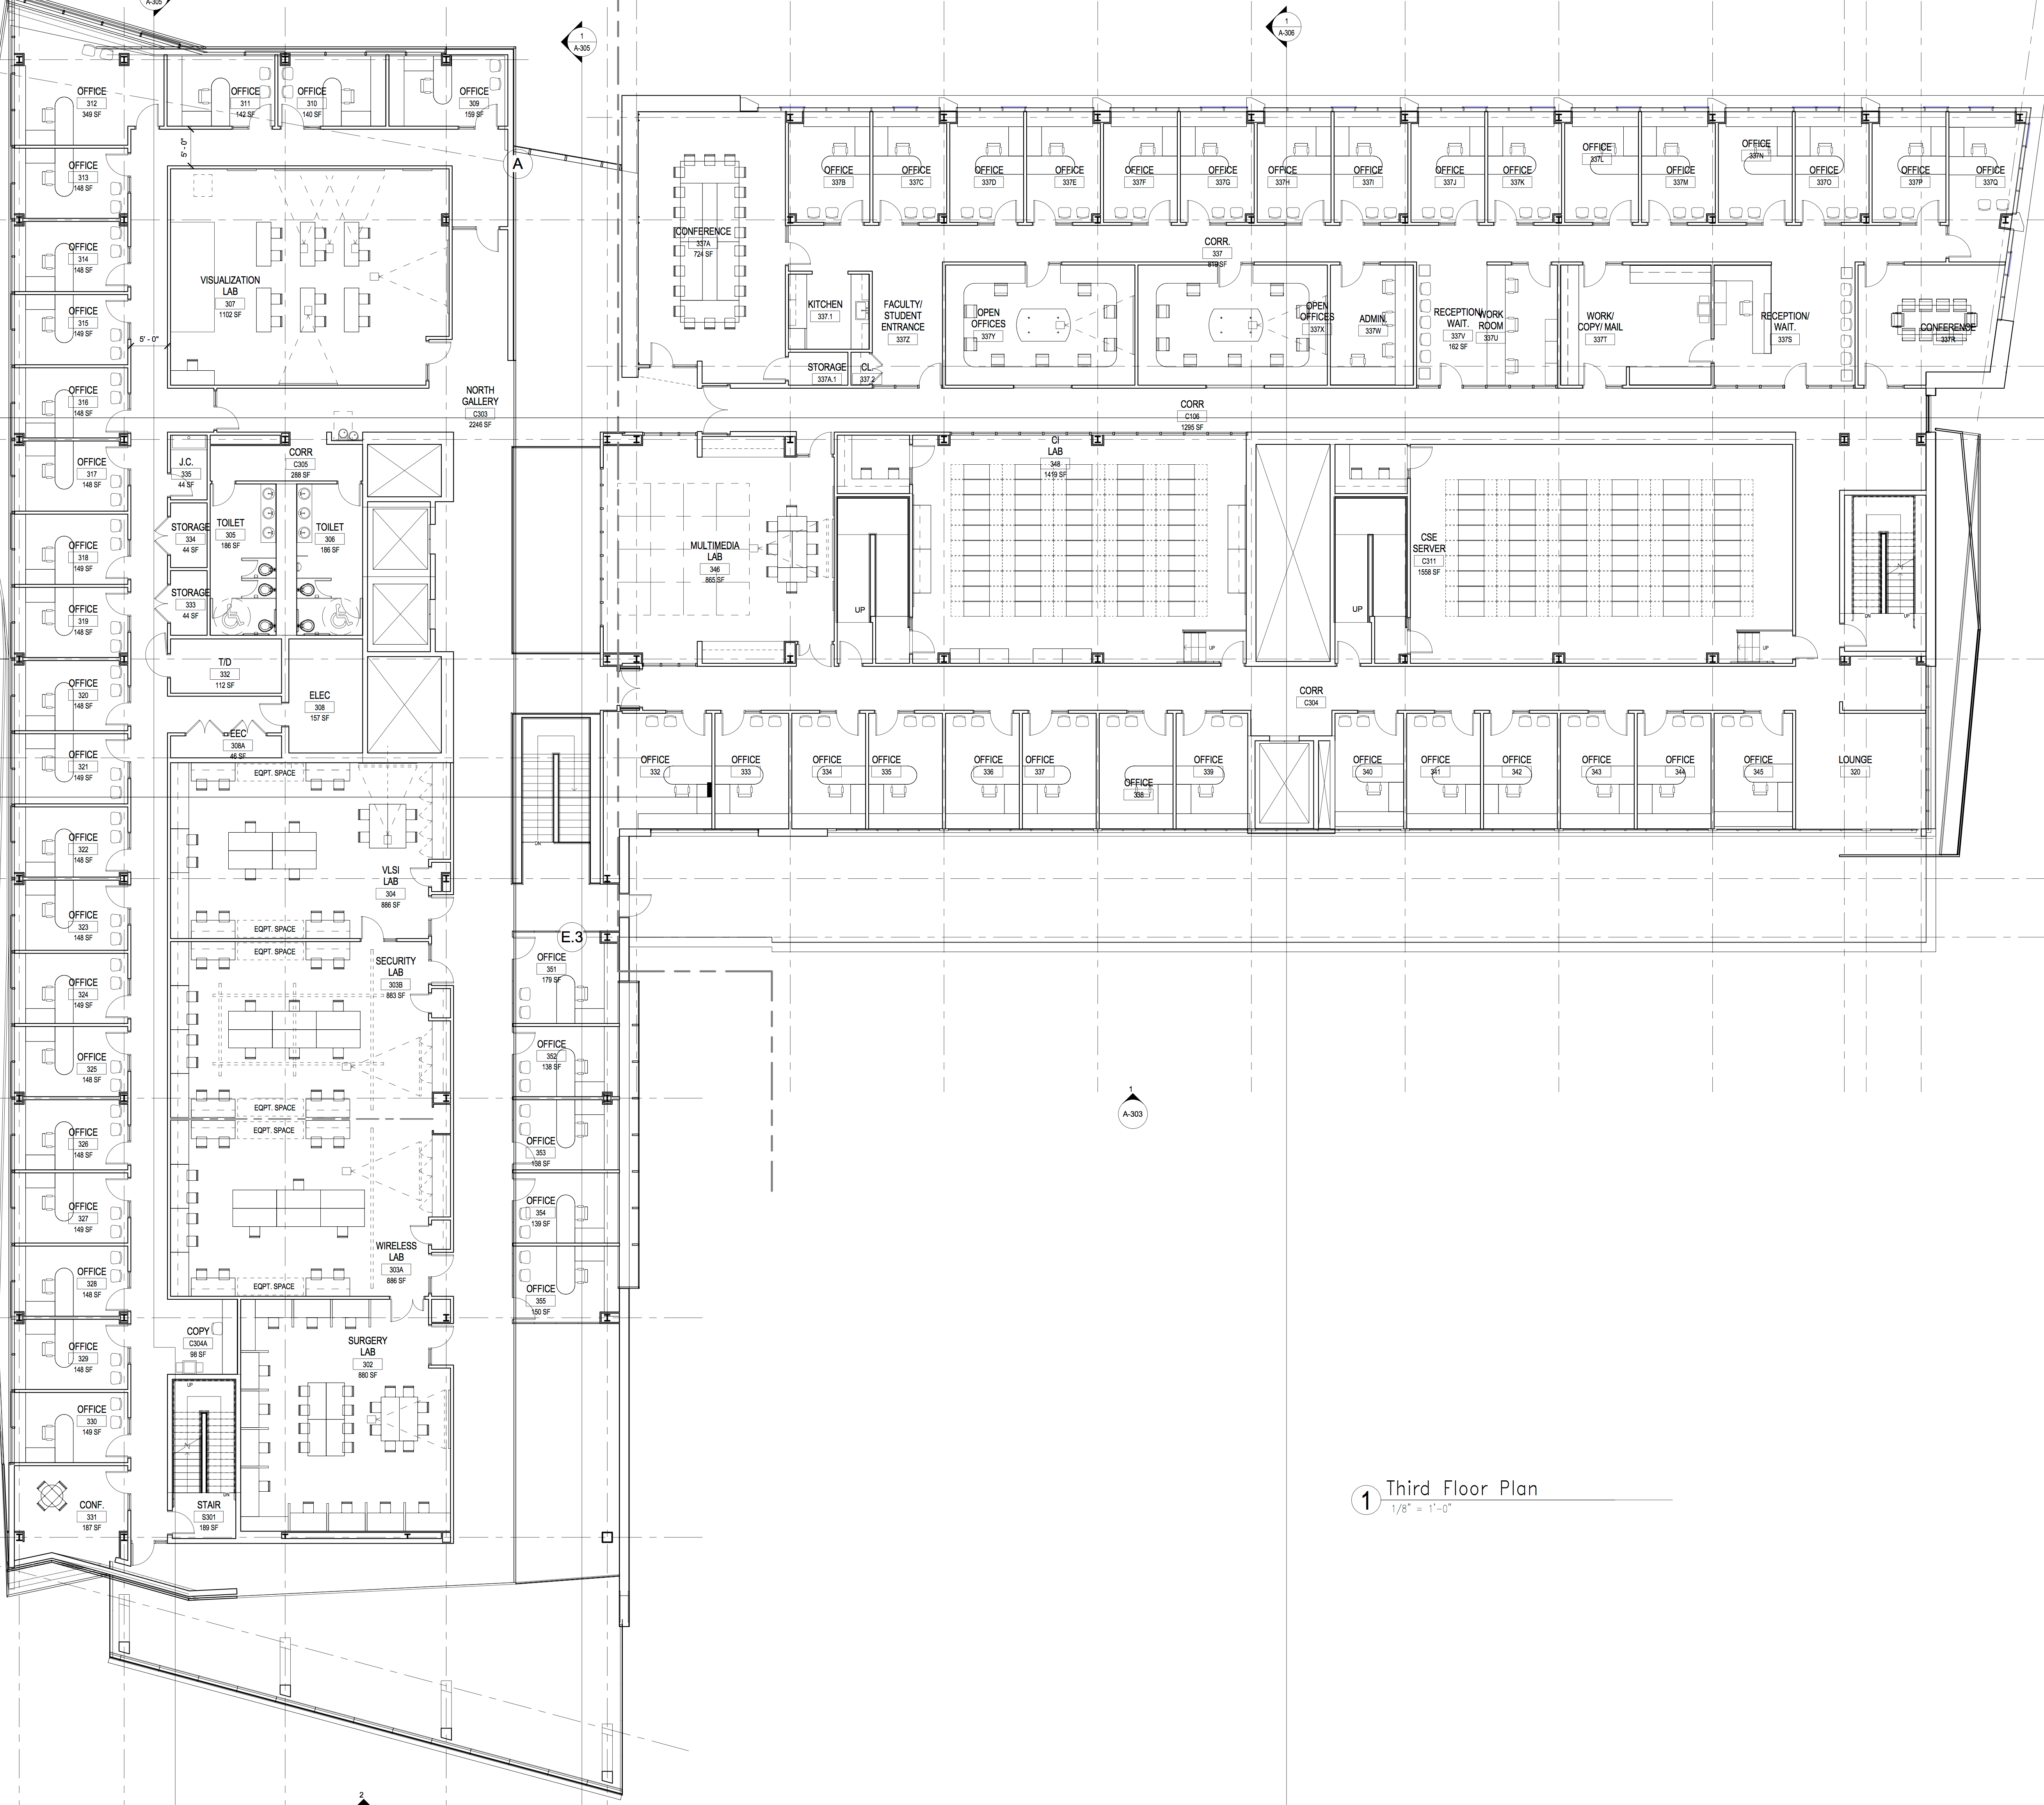 A-305
1
A-305
1
A-306
OFFICE
312
349 SF
OFFICE
311
142 SF
OFFICE
310
140 SF
OFFICE
309
159 SF
5' - 0"
A
OFFICE
313
148 SF
OFFICE
314
148 SF
OFFICE
315
149 SF
5' - 0"
OFFICE
316
148 SF
OFFICE
317
148 SF
OFFICE
318
149 SF
OFFICE
319
148 SF
OFFICE
320
148 SF
OFFICE
321
149 SF
OFFICE
322
148 SF
OFFICE
323
148 SF
OFFICE
324
149 SF
OFFICE
325
148 SF
OFFICE
326
148 SF
OFFICE
327
149 SF
OFFICE
328
148 SF
OFFICE
329
148 SF
OFFICE
330
149 SF
CONF.
331
187 SF
VISUALIZATION
LAB
307
1102 SF
NORTH
GALLERY
C303
2246 SF
J.C.
335
44 SF
CORR
C305
288 SF
STORAGE
334
44 SF
TOILET
305
186 SF
TOILET
306
186 SF
STORAGE
333
44 SF
T/D
332
112 SF
ELEC
308
157 SF
EEC
308A
46 SF
EQPT. SPACE
VLSI
LAB
304
886 SF
EQPT. SPACE
EQPT. SPACE
SECURITY
LAB
303B
883 SF
EQPT. SPACE
EQPT. SPACE
WIRELESS
LAB
303A
886 SF
EQPT. SPACE
COPY
C304A
98 SF
SURGERY
LAB
302
880 SF
UP
DN
STAIR
S301
189 SF
CONFERENCE
337A
724 SF
OFFICE
337B
OFFICE
337C
OFFICE
337D
OFFICE
337E
OFFICE
337F
OFFICE
337G
OFFICE
337H
OFFICE
337I
OFFICE
337J
OFFICE
337K
OFFICE
337L
OFFICE
337M
OFFICE
337N
OFFICE
337O
OFFICE
337P
OFFICE
337Q
CORR.
337
819 SF
KITCHEN
337.1
FACULTY/
STUDENT
ENTRANCE
337Z
OPEN
OFFICES
337Y
OPEN
OFFICES
337X
ADMIN.
337W
RECEPTION/
WAIT.
337V
162 SF
WORK
ROOM
337U
WORK/
COPY/ MAIL
337T
RECEPTION/
WAIT.
337S
CONFERENCE
337R
STORAGE
337A.1
CL.
337.2
CORR
C106
1295 SF
MULTIMEDIA
LAB
346
865 SF
UP
CI
LAB
348
1419 SF
UP
UP
CSE
SERVER
C311
1558 SF
UP
DN
UP
CORR
C304
OFFICE
332
OFFICE
333
OFFICE
334
OFFICE
335
OFFICE
336
OFFICE
337
OFFICE
338
OFFICE
339
OFFICE
340
OFFICE
341
OFFICE
342
OFFICE
343
OFFICE
344
OFFICE
345
LOUNGE
320
DN
E.3
OFFICE
351
179 SF
OFFICE
352
138 SF
OFFICE
353
138 SF
OFFICE
354
139 SF
OFFICE
355
150 SF
1
A-303
1
Third Floor Plan
1/8" = 1'-0"
2